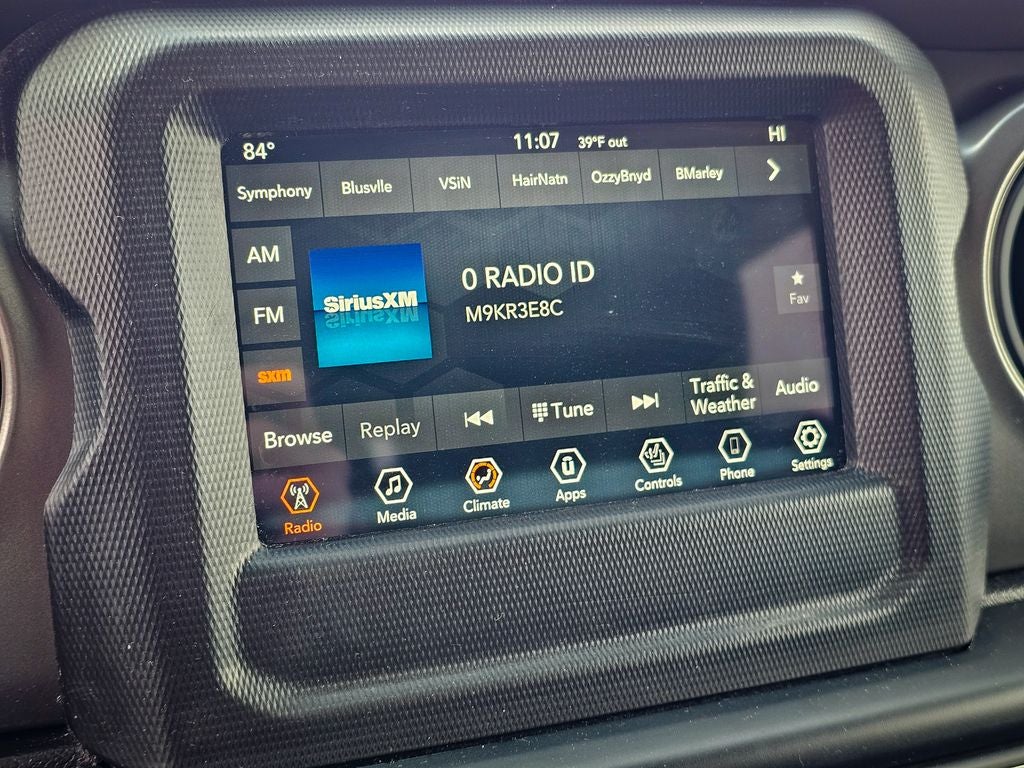 84° 11:07 39°F out HI
Symphony Blusvlle VSiN HairNatn OzzyBnyd BMarley
AM
FM
sxm
SiriusXM
0 RADIO ID
M9KR3E8C
Fav
Browse Replay Tune Traffic & Weather Audio
Radio Media Climate Apps Controls Phone Settings